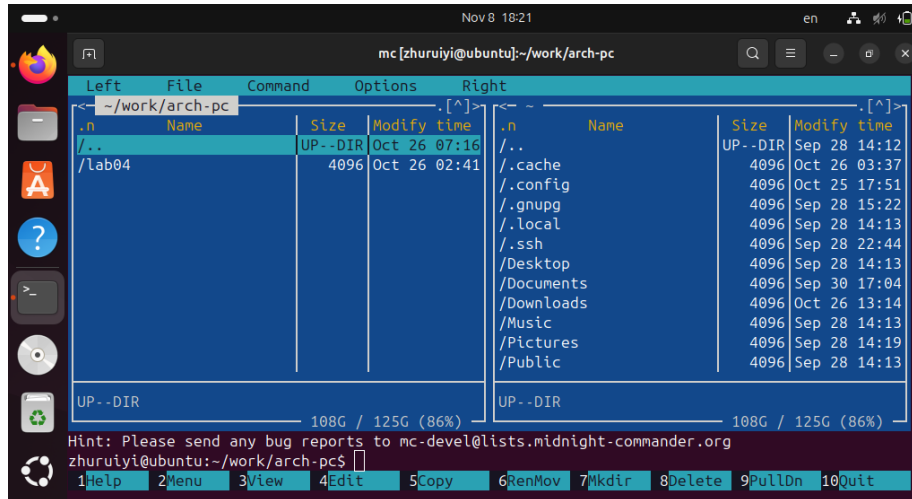 Nov 8 18:21 en
mc [zhuruiyi@ubuntu]:~/work/arch-pc
Left File Command Options Right
<─ ~/work/arch-pc ─.[^]>
.n Name Size Modify time
/.. UP--DIR Oct 26 07:16
/lab04 4096 Oct 26 02:41
UP--DIR
108G / 125G (86%)
<─ ~ ─.[^]>
.n Name Size Modify time
/.. UP--DIR Sep 28 14:12
/.cache 4096 Oct 26 03:37
/.config 4096 Oct 25 17:51
/.gnupg 4096 Sep 28 15:22
/.local 4096 Sep 28 14:13
/.ssh 4096 Sep 28 22:44
/Desktop 4096 Sep 28 14:13
/Documents 4096 Sep 30 17:04
/Downloads 4096 Oct 26 13:14
/Music 4096 Sep 28 14:13
/Pictures 4096 Sep 28 14:19
/Public 4096 Sep 28 14:13
UP--DIR
108G / 125G (86%)
Hint: Please send any bug reports to mc-devel@lists.midnight-commander.org
zhuruiyi@ubuntu:~/work/arch-pc$
1Help 2Menu 3View 4Edit 5Copy 6RenMov 7Mkdir 8Delete 9PullDn 10Quit